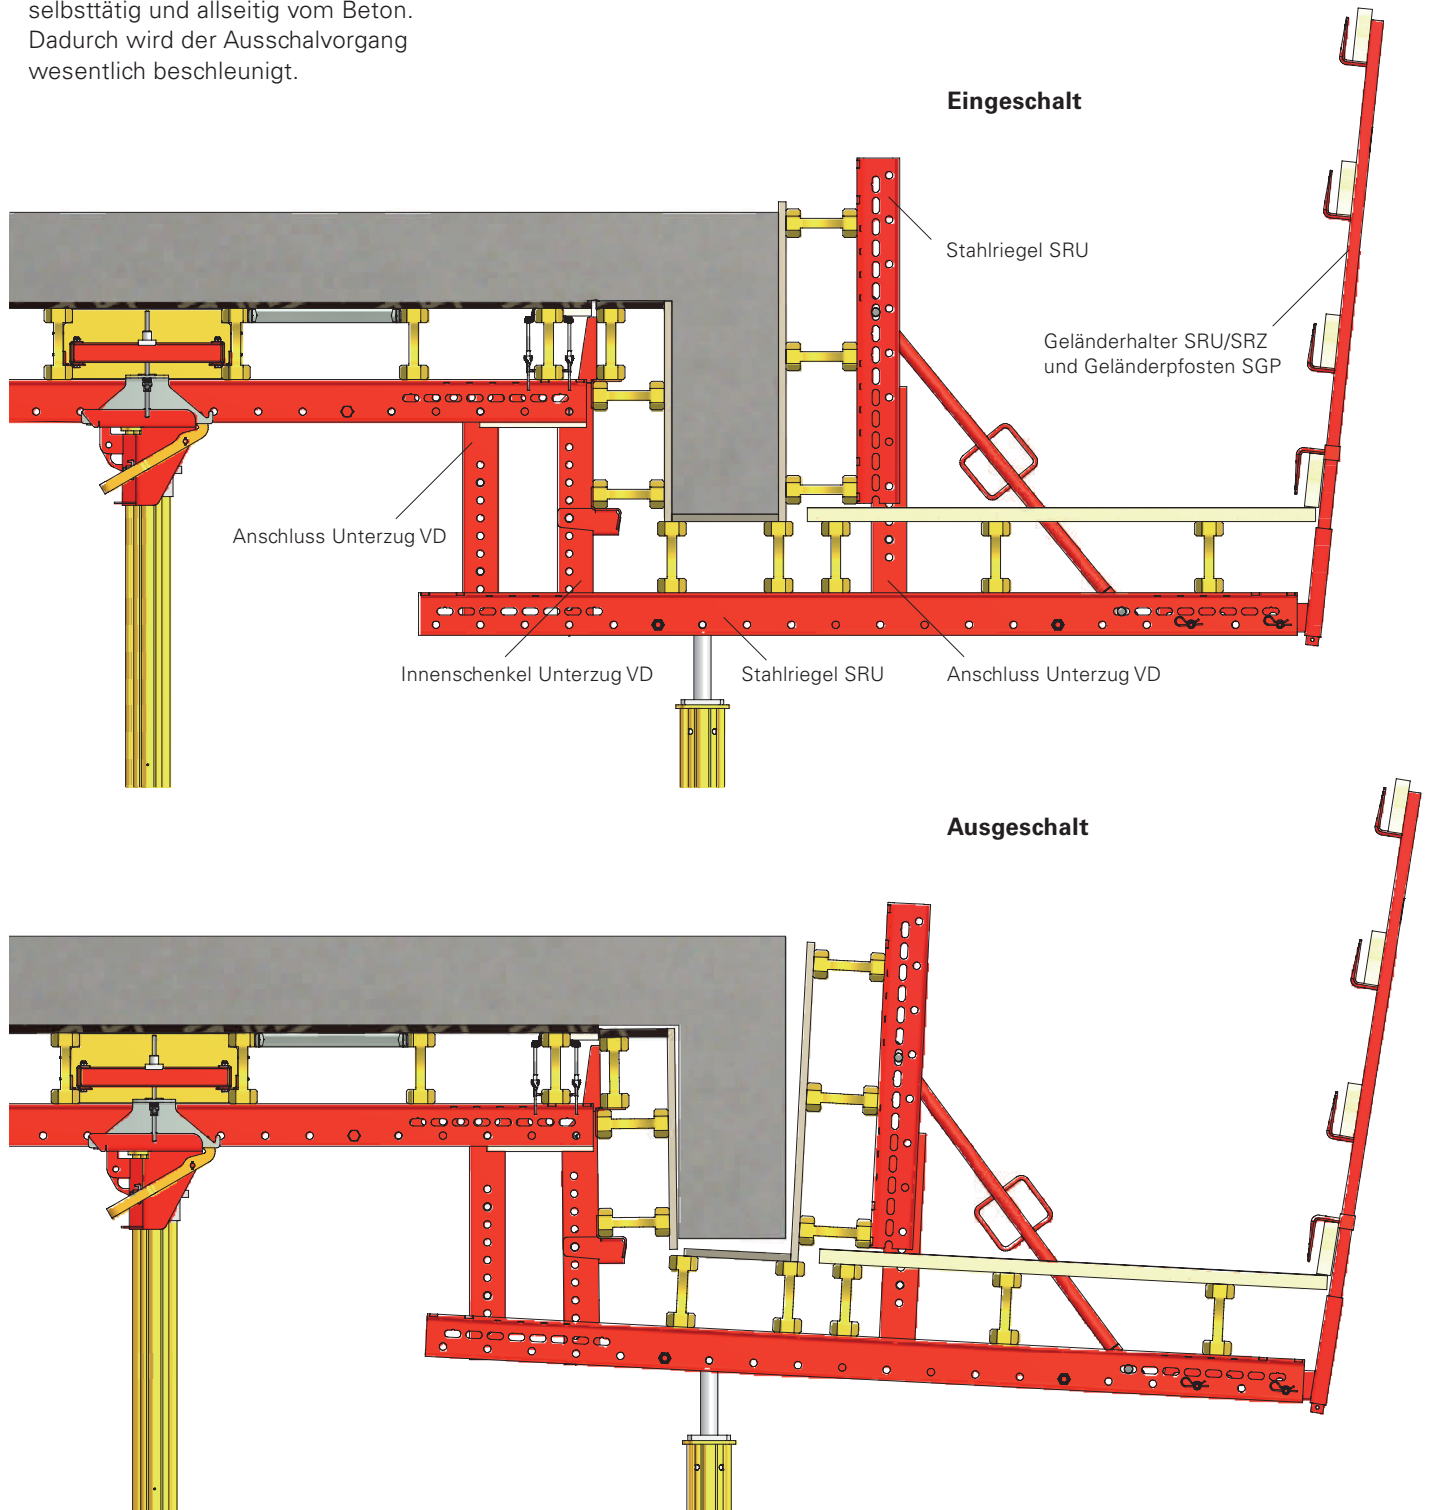 selbsttätig und allseitig vom Beton.
Dadurch wird der Ausschalvorgang
wesentlich beschleunigt.
Eingeschalt
Stahlriegel SRU
Geländerhalter SRU/SRZ
und Geländerpfosten SGP
Anschluss Unterzug VD
Innenschenkel Unterzug VD
Stahlriegel SRU
Anschluss Unterzug VD
Ausgeschalt